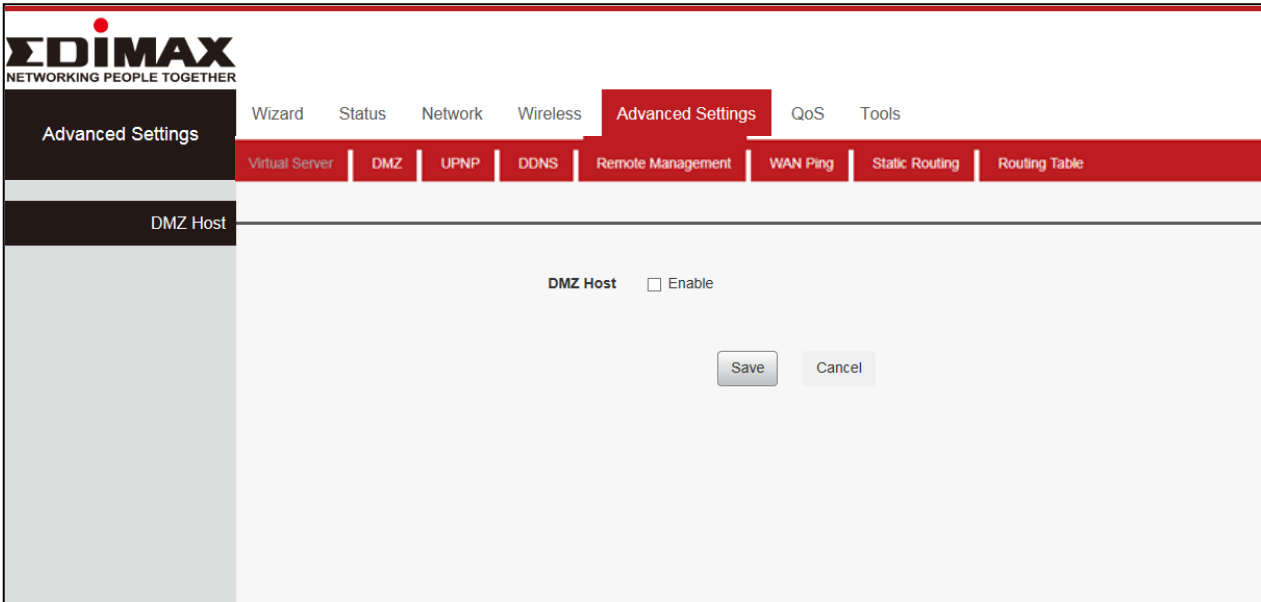 EDIMAX
NETWORKING PEOPLE TOGETHER
Advanced Settings
Wizard Status Network Wireless Advanced Settings QoS Tools
Virtual Server DMZ UPNP DDNS Remote Management WAN Ping Static Routing Routing Table
DMZ Host
DMZ Host Enable
Save Cancel